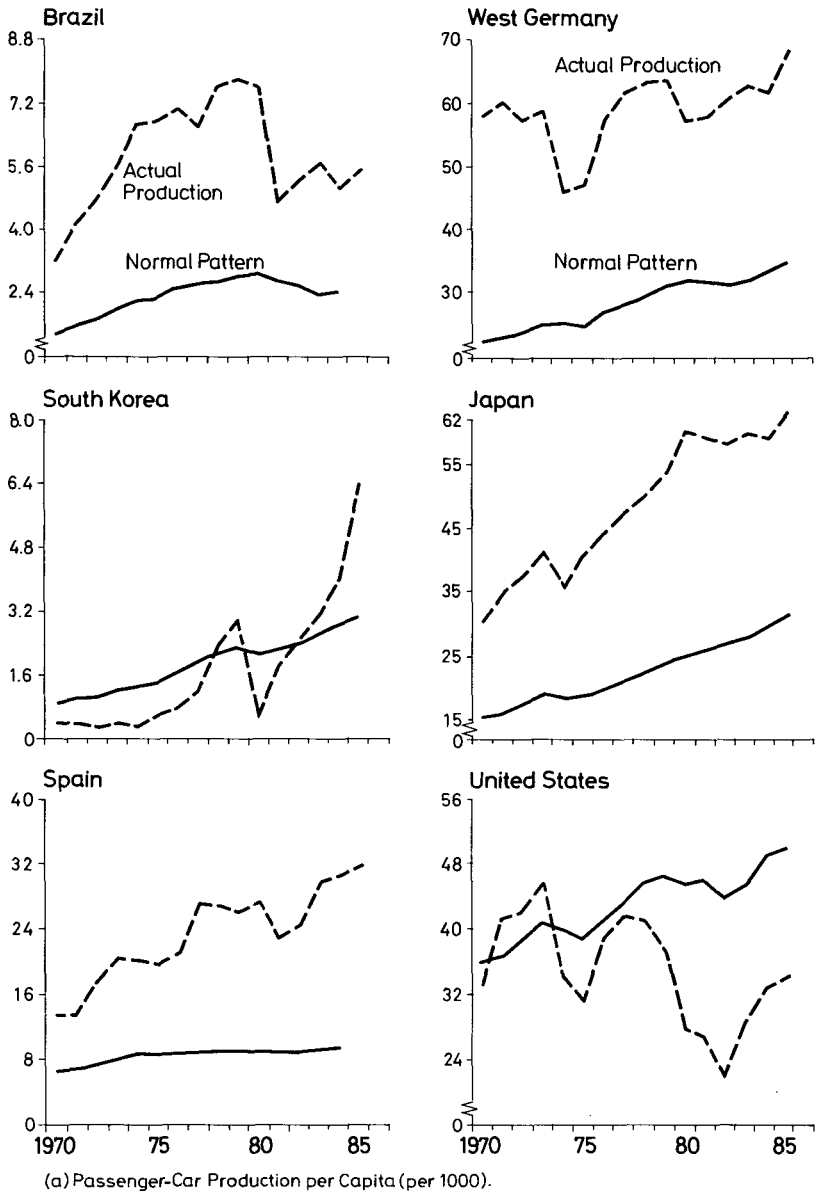 Brazil
8.8
7.2
5.6
4.0
2.4
0
Actual
Production
Normal Pattern
West Germany
70
60
50
40
30
0
Actual Production
Normal Pattern
South Korea
8.0
6.4
4.8
3.2
1.6
0
Japan
62
55
45
35
25
15
0
Spain
40
32
24
16
8
0
1970 75 80 85
United States
56
48
40
32
24
0
1970 75 80 85
(a) Passenger-Car Production per Capita (per 1000).